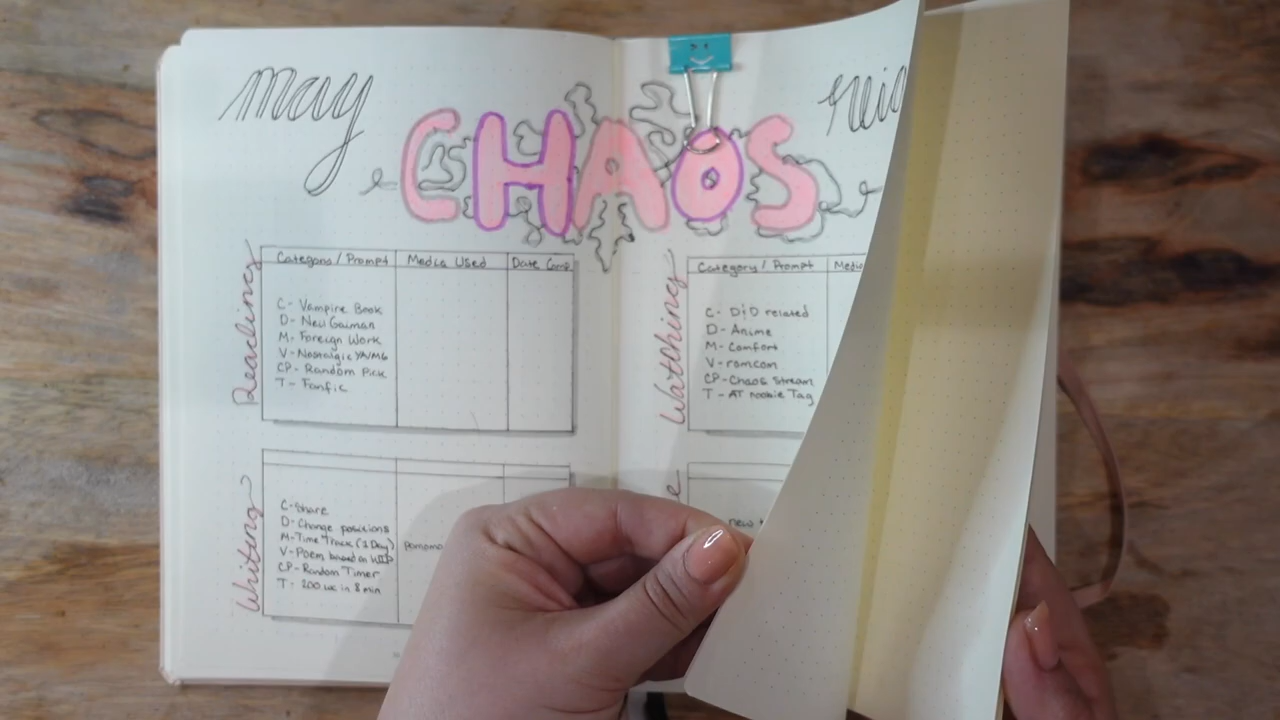 May
CHAOS
Reading
Category / Prompt Media Used Date Comp.
C - Vampire Book
D - Neil Gaiman
M - Foreign Work
V - Nostalgic YA/MG
CP - Random Pick
T - Fanfic
Watching
Category / Prompt Media
C - D&D related
D - Anime
M - Comfort
V - romcom
CP - Chaos Stream
T - AT rookie Tag
Writing
C - Share
D - Change positions
M - Time Track (1 Day)
V - Poem based on WIP
CP - Random Timer
T - 200 wc in 8 min
new